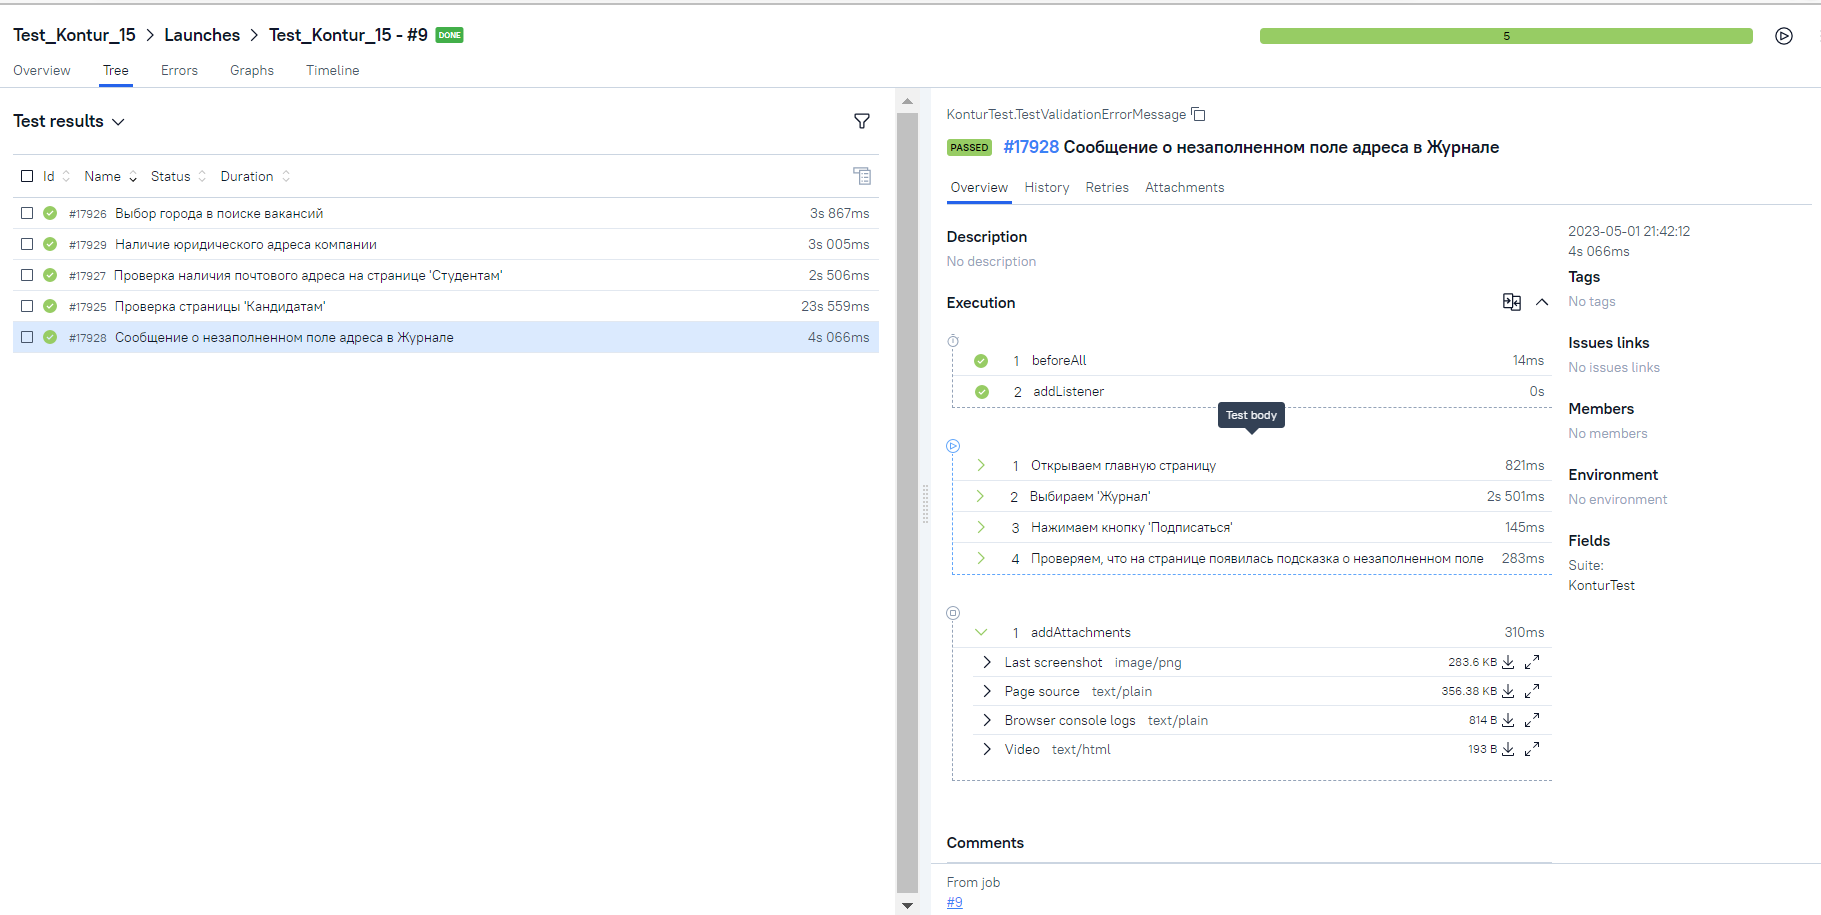 Test_Kontur_15 > Launches > Test_Kontur_15 - #9 DONE
5
Overview Tree Errors Graphs Timeline
Test results
Id Name Status Duration
#17926 Выбор города в поиске вакансий 3s 867ms
#17929 Наличие юридического адреса компании 3s 005ms
#17927 Проверка наличия почтового адреса на странице 'Студентам' 2s 506ms
#17925 Проверка страницы 'Кандидатам' 23s 559ms
#17928 Сообщение о незаполненном поле адреса в Журнале 4s 066ms
KonturTest.TestValidationErrorMessage
PASSED #17928 Сообщение о незаполненном поле адреса в Журнале
Overview History Retries Attachments
Description
No description
Execution
1 beforeAll 14ms
2 addListener 0s
Test body
1 Открываем главную страницу 821ms
2 Выбираем 'Журнал' 2s 501ms
3 Нажимаем кнопку 'Подписаться' 145ms
4 Проверяем, что на странице появилась подсказка о незаполненном поле 283ms
1 addAttachments 310ms
Last screenshot image/png 283.6 KB
Page source text/plain 356.38 KB
Browser console logs text/plain 814 B
Video text/html 193 B
Comments
From job
#9
2023-05-01 21:42:12
4s 066ms
Tags
No tags
Issues links
No issues links
Members
No members
Environment
No environment
Fields
Suite:
KonturTest